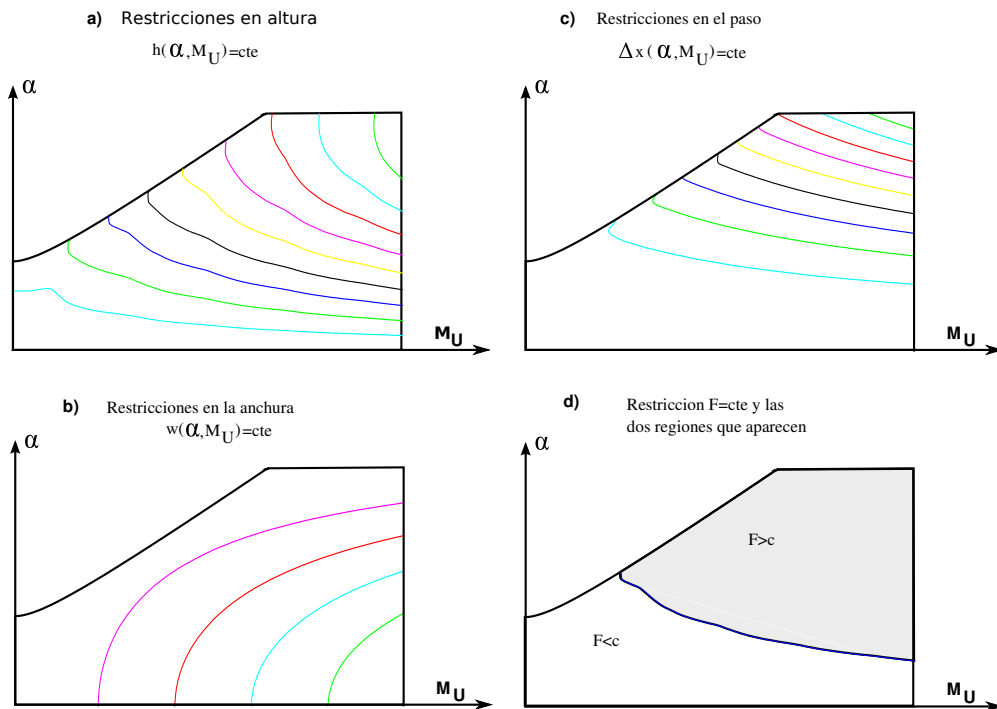 a) Restricciones en altura
h(α,M_U)=cte
α
M_U
c) Restricciones en el paso
Δx(α,M_U)=cte
α
M_U
b) Restricciones en la anchura
w(α,M_U)=cte
α
M_U
d) Restriccion F=cte y las
dos regiones que aparecen
α
F>c
F<c
M_U